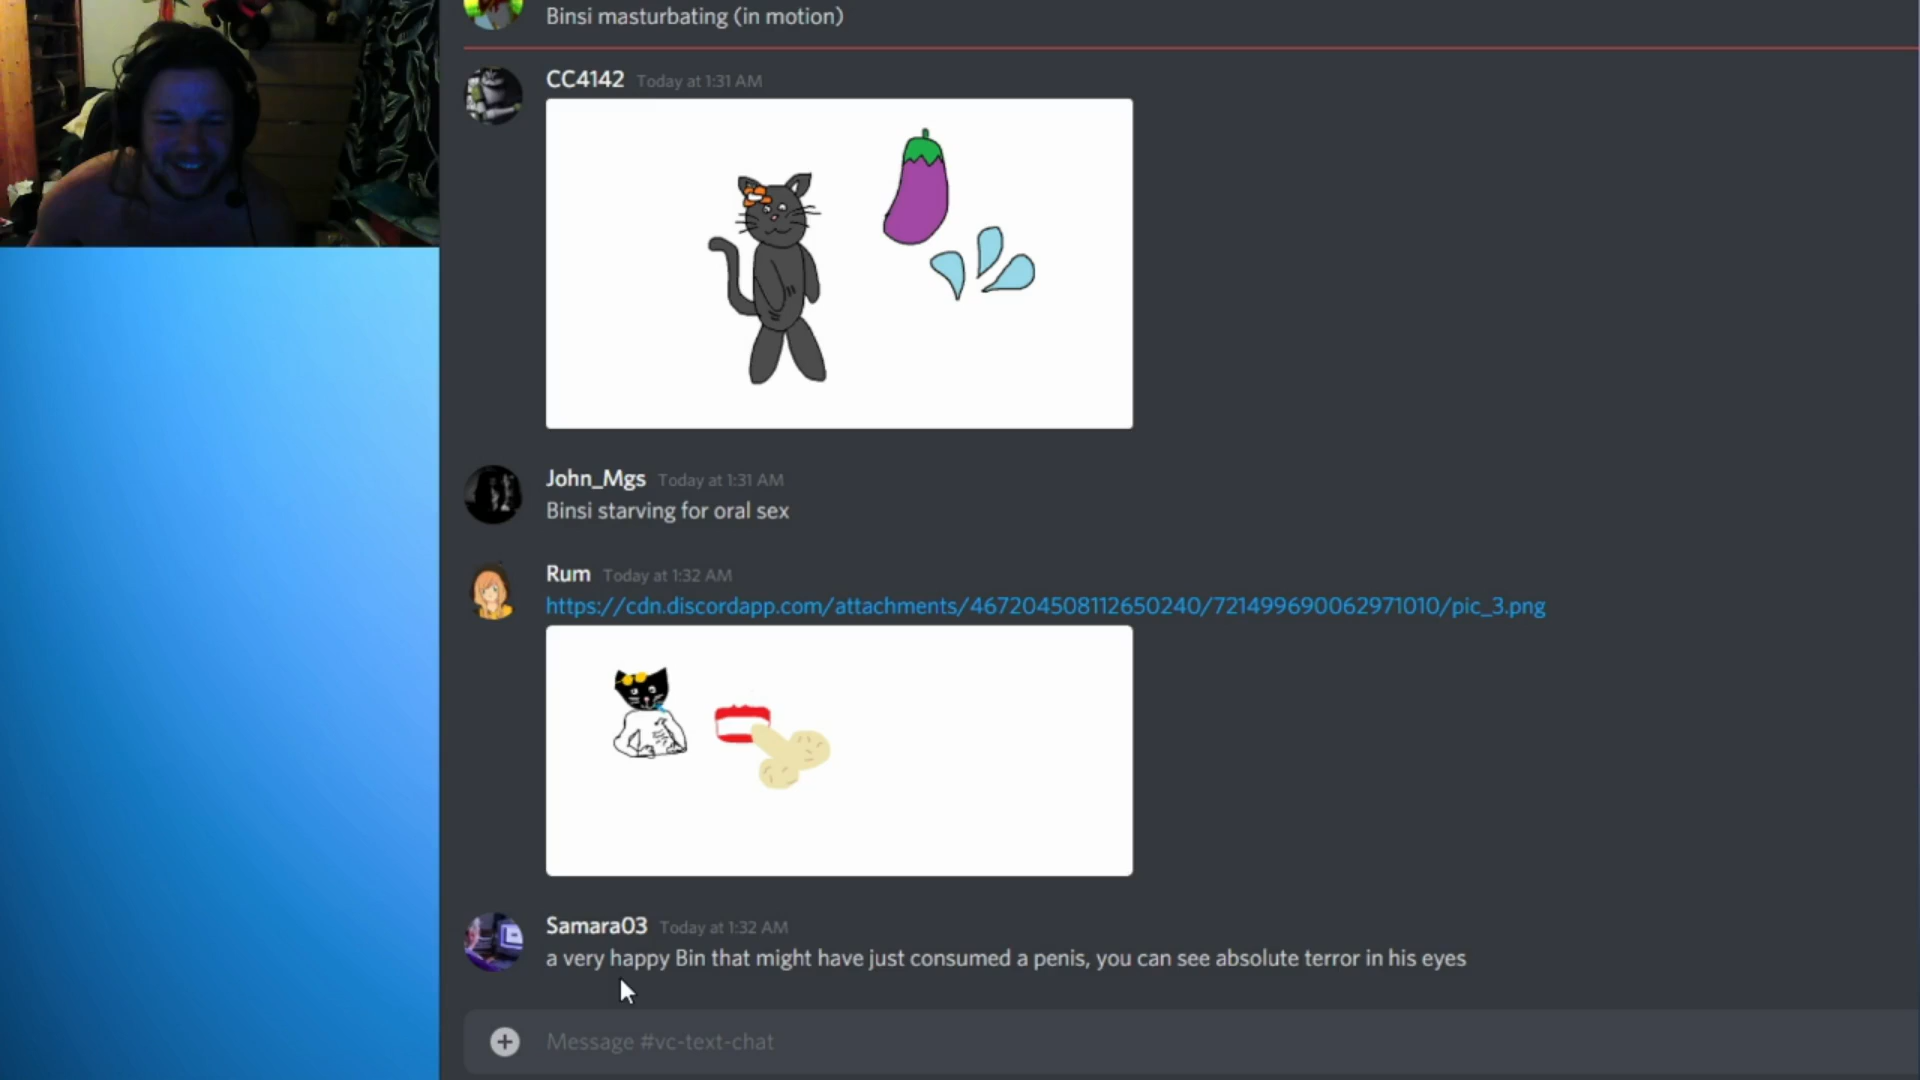 Binsi masturbating (in motion)
CC4142 Today at 1:31 AM
John_Mgs Today at 1:31 AM
Binsi starving for oral sex
Rum Today at 1:32 AM
https://cdn.discordapp.com/attachments/467204508112650240/721499690062971010/pic_3.png
Samara03 Today at 1:32 AM
a very happy Bin that might have just consumed a penis, you can see absolute terror in his eyes
Message #vc-text-chat